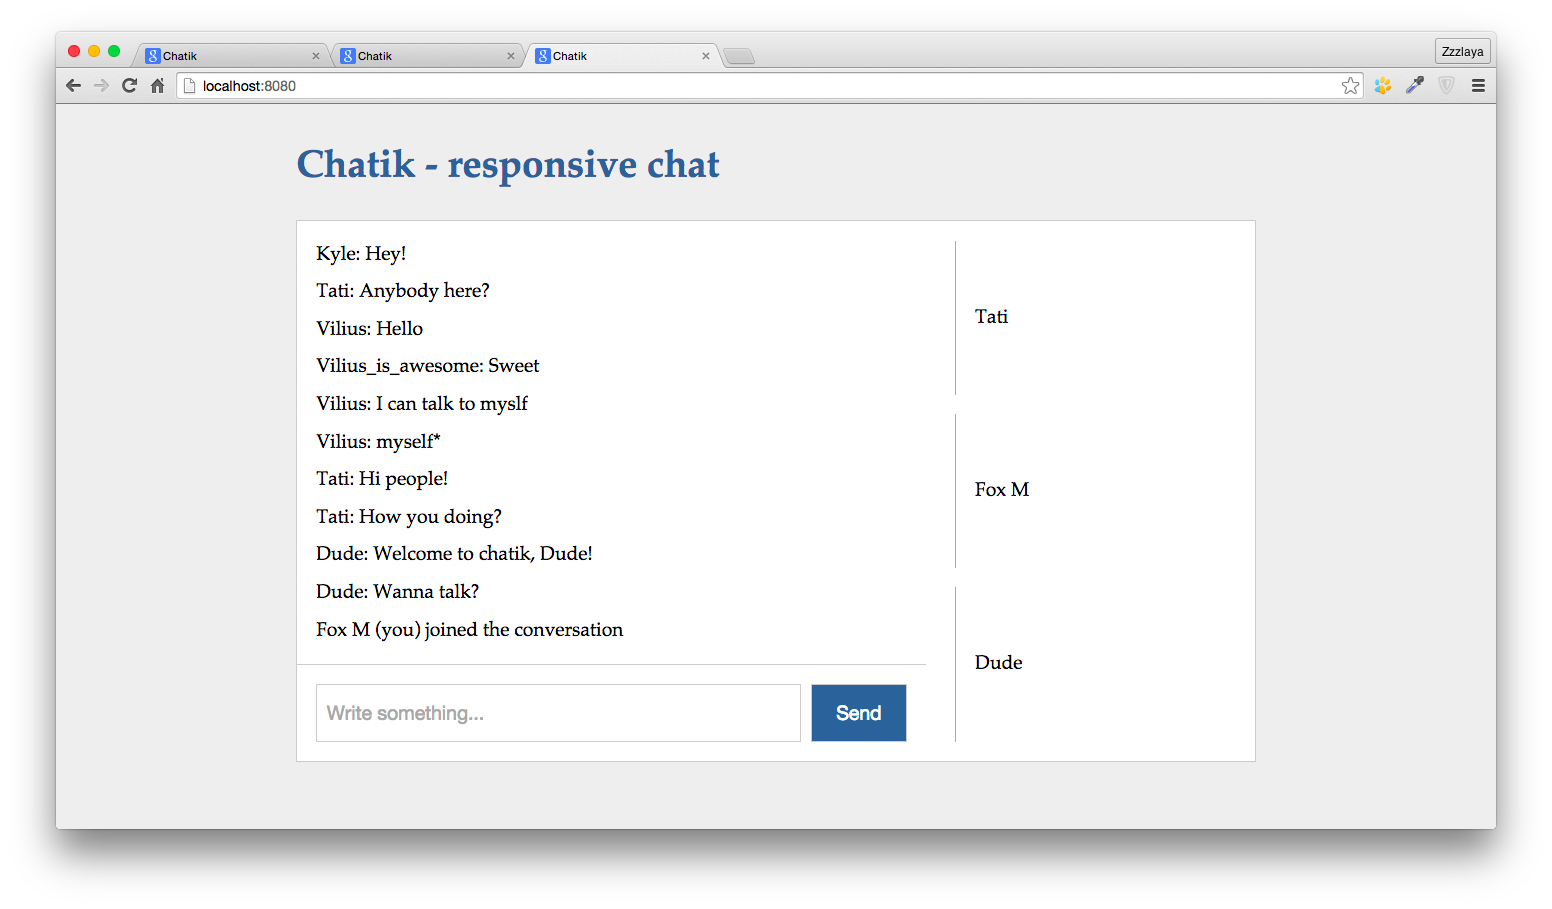 Chatik
Chatik
Chatik
Zzzlaya
localhost:8080
Chatik - responsive chat
Kyle: Hey!
Tati: Anybody here?
Vilius: Hello
Vilius_is_awesome: Sweet
Vilius: I can talk to myslf
Vilius: myself*
Tati: Hi people!
Tati: How you doing?
Dude: Welcome to chatik, Dude!
Dude: Wanna talk?
Fox M (you) joined the conversation
Write something...
Send
Tati
Fox M
Dude